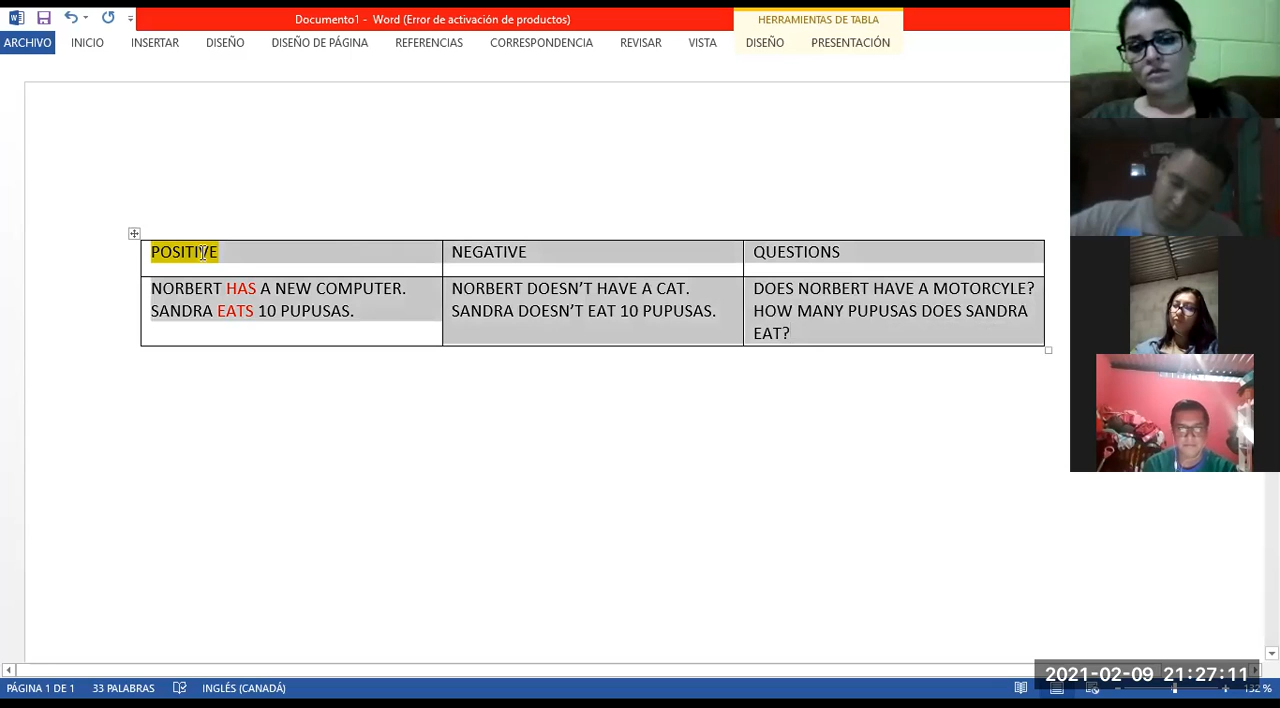 Documento1 - Word (Error de activación de productos)
HERRAMIENTAS DE TABLA
ARCHIVO INICIO INSERTAR DISEÑO DISEÑO DE PÁGINA REFERENCIAS CORRESPONDENCIA REVISAR VISTA DISEÑO PRESENTACIÓN
POSITIVE
NEGATIVE
QUESTIONS
NORBERT HAS A NEW COMPUTER.
SANDRA EATS 10 PUPUSAS.
NORBERT DOESN’T HAVE A CAT.
SANDRA DOESN’T EAT 10 PUPUSAS.
DOES NORBERT HAVE A MOTORCYLE?
HOW MANY PUPUSAS DOES SANDRA
EAT?
2021-02-09 21:27:11
PÁGINA 1 DE 1 33 PALABRAS INGLÉS (CANADÁ) 132 %